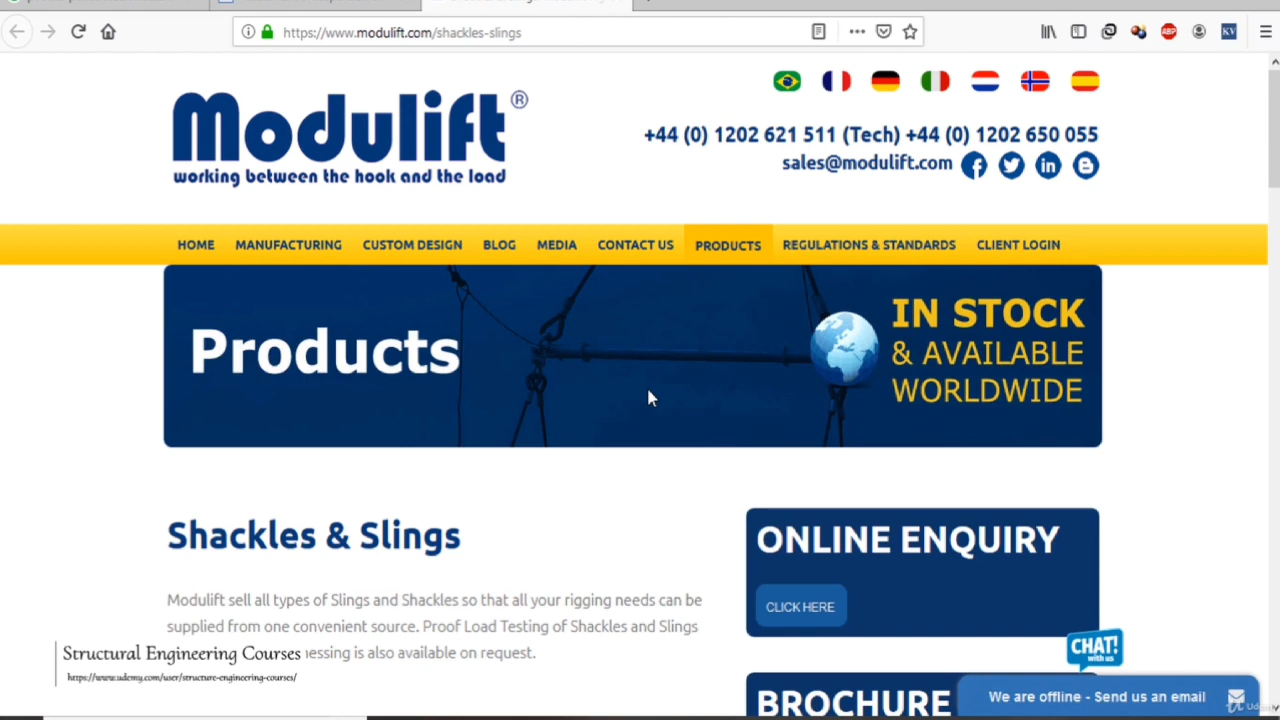 https://www.modulift.com/shackles-slings
ABP
KV
Modulift®
working between the hook and the load
+44 (0) 1202 621 511 (Tech) +44 (0) 1202 650 055
sales@modulift.com
HOME MANUFACTURING CUSTOM DESIGN BLOG MEDIA CONTACT US PRODUCTS REGULATIONS & STANDARDS CLIENT LOGIN
Products
IN STOCK
& AVAILABLE
WORLDWIDE
Shackles & Slings
Modulift sell all types of Slings and Shackles so that all your rigging needs can be
supplied from one convenient source. Proof Load Testing of Shackles and Slings
is also available on request.
Structural Engineering Courses
https://www.udemy.com/user/structure-engineering-courses/
ONLINE ENQUIRY
CLICK HERE
BROCHURE
CHAT!
with us
We are offline - Send us an email